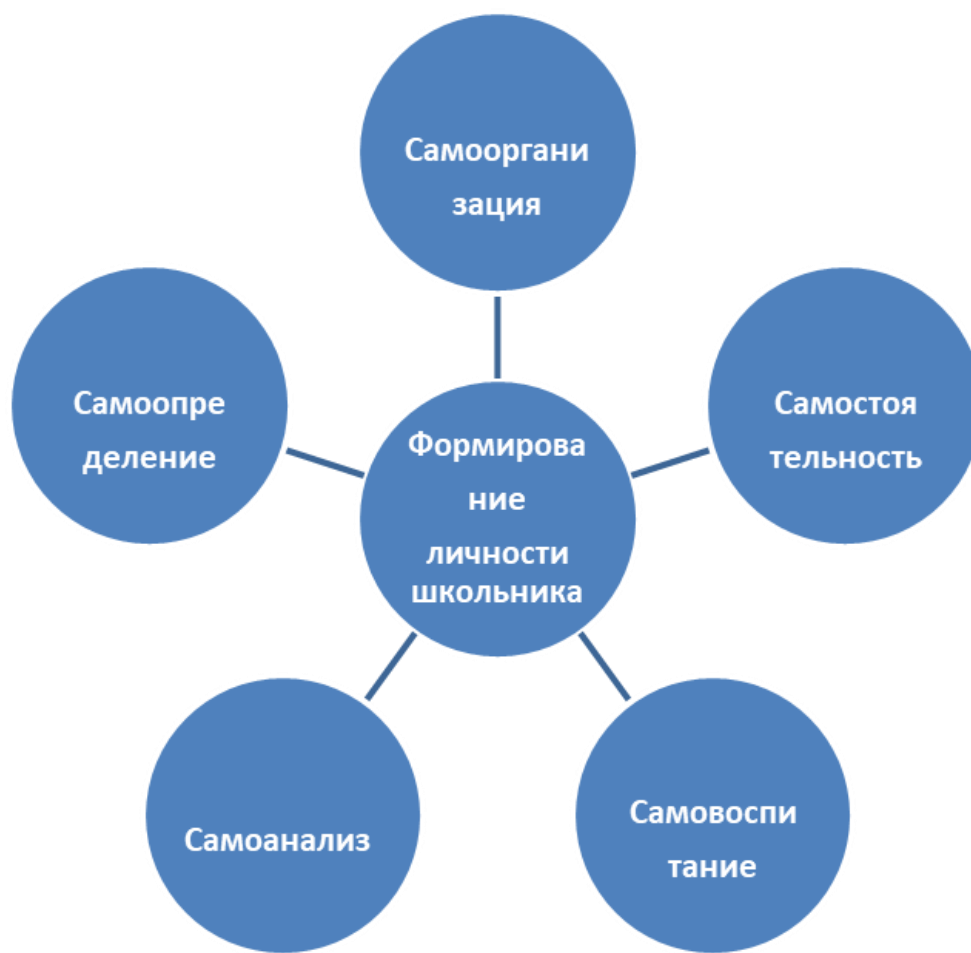 Самооргани
зация
Самоопре
деление
Формирова
ние
личности
школьника
Самостоя
тельность
Самоанализ
Самовоспи
тание